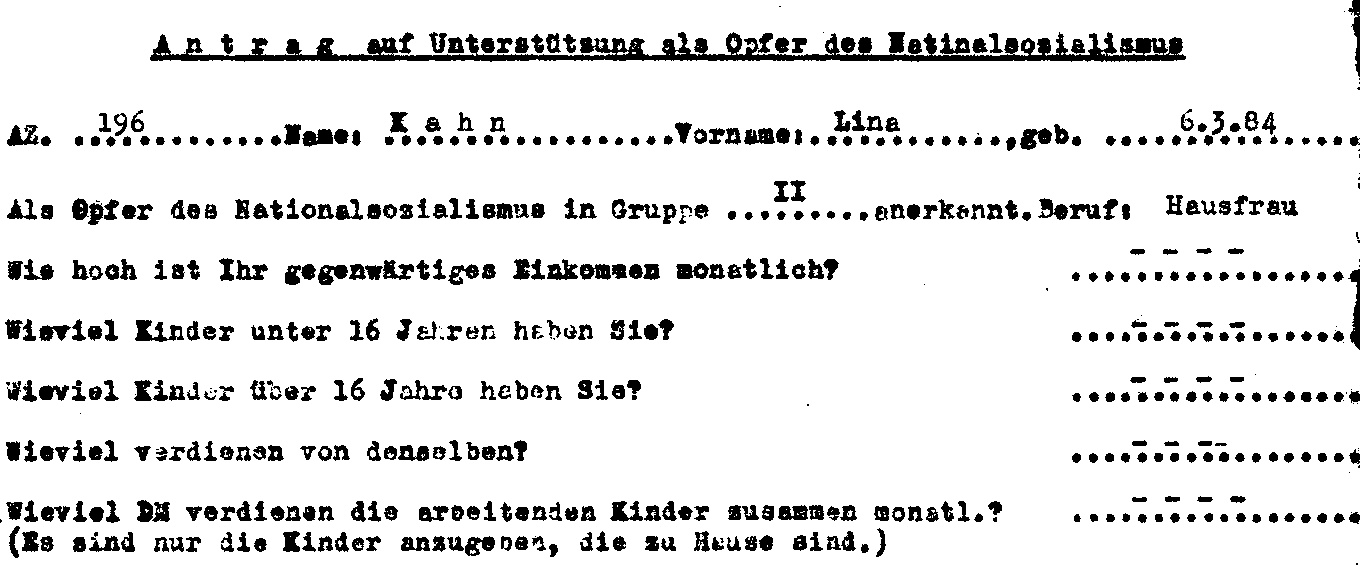 A n t r a g auf Unterstützung als Opfer des Natinalsozialismus
AZ. ..196...........Name: K a h n ..................Vorname:..Lina.........,geb. ......6.3.84.....
Als Opfer des Nationalsozialismus in Gruppe ...II.....anerkannt.Beruf: Hausfrau
Wie hoch ist Ihr gegenwärtiges Einkommen monatlich? ....- - - -.......
Wieviel Kinder unter 16 Jahren haben Sie? ....- - - -.......
Wieviel Kinder über 16 Jahre haben Sie? ....- - - -.......
Wieviel verdienen von denselben? ....- - - -.......
Wieviel DM verdienen die arbeitenden Kinder zusammen monatl.? ....- - - -.......
(Es sind nur die Kinder anzugeben, die zu Hause sind.)